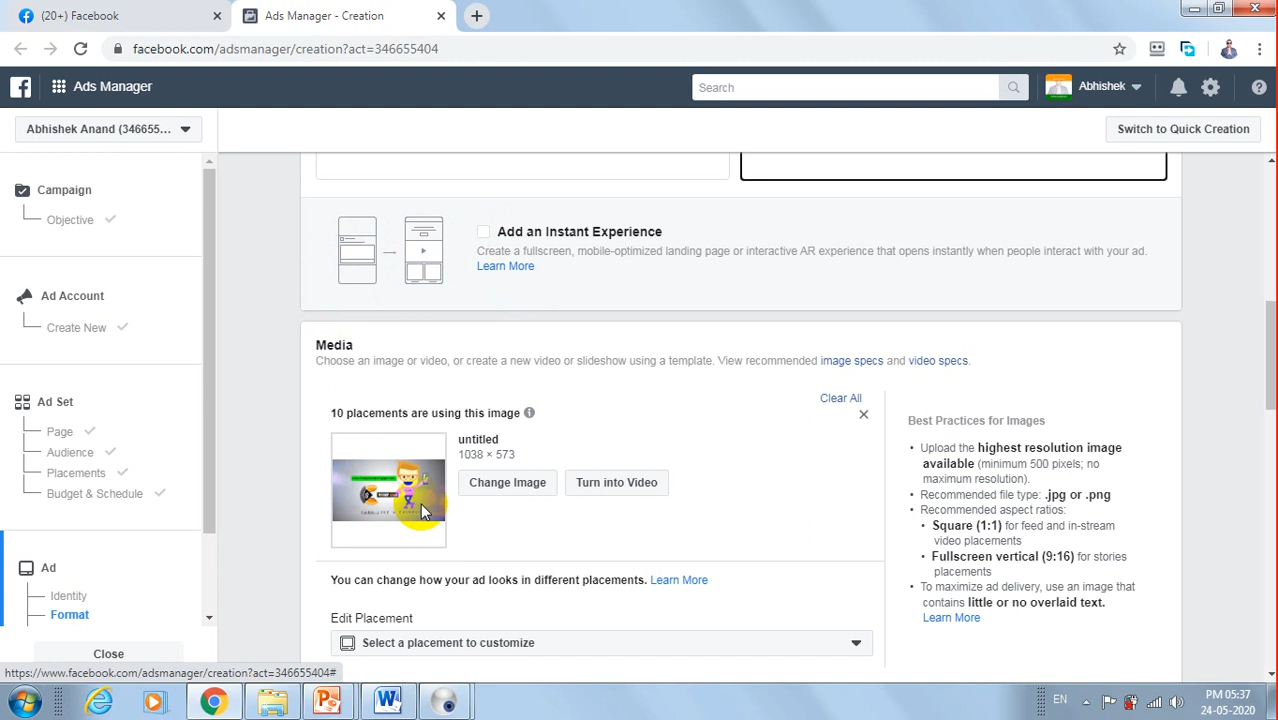 (20+) Facebook
Ads Manager - Creation
facebook.com/adsmanager/creation?act=346655404
Ads Manager
Search
Abhishek
Abhishek Anand (346655...
Switch to Quick Creation
Campaign
Objective
Ad Account
Create New
Ad Set
Page
Audience
Placements
Budget & Schedule
Ad
Identity
Format
Close
Add an Instant Experience
Create a fullscreen, mobile-optimized landing page or interactive AR experience that opens instantly when people interact with your ad.
Learn More
Media
Choose an image or video, or create a new video or slideshow using a template. View recommended image specs and video specs.
Clear All
10 placements are using this image
untitled
1038 × 573
Change Image
Turn into Video
You can change how your ad looks in different placements. Learn More
Edit Placement
Select a placement to customize
Best Practices for Images
• Upload the highest resolution image
available (minimum 500 pixels; no
maximum resolution).
• Recommended file type: .jpg or .png
• Recommended aspect ratios:
• Square (1:1) for feed and in-stream
video placements
• Fullscreen vertical (9:16) for stories
placements
• To maximize ad delivery, use an image that
contains little or no overlaid text.
Learn More
https://www.facebook.com/adsmanager/creation?act=346655404#
EN
PM 05:37
24-05-2020